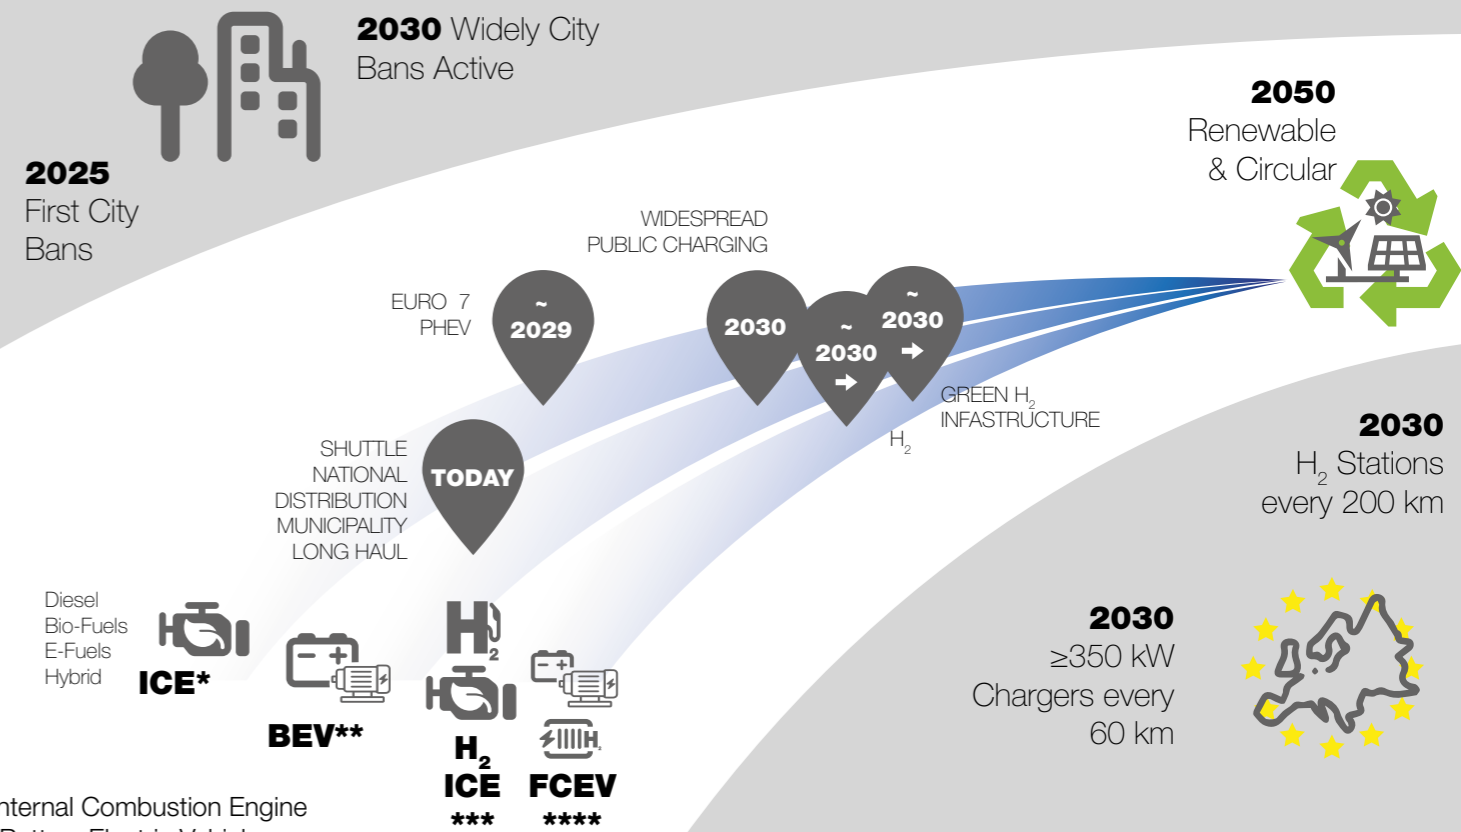 2030 Widely City
Bans Active
2025
First City
Bans
2050
Renewable
& Circular
WIDESPREAD
PUBLIC CHARGING
EURO 7
PHEV
~
2029
2030
~
2030
~
2030
SHUTTLE
NATIONAL
DISTRIBUTION
MUNICIPALITY
LONG HAUL
TODAY
GREEN H2
INFASTRUCTURE
H2
2030
H2 Stations
every 200 km
2030
≥350 kW
Chargers every
60 km
Diesel
Bio-Fuels
E-Fuels
Hybrid
ICE*
BEV**
H2
H2
ICE
***
H2
FCEV
****
nternal Combustion Engine